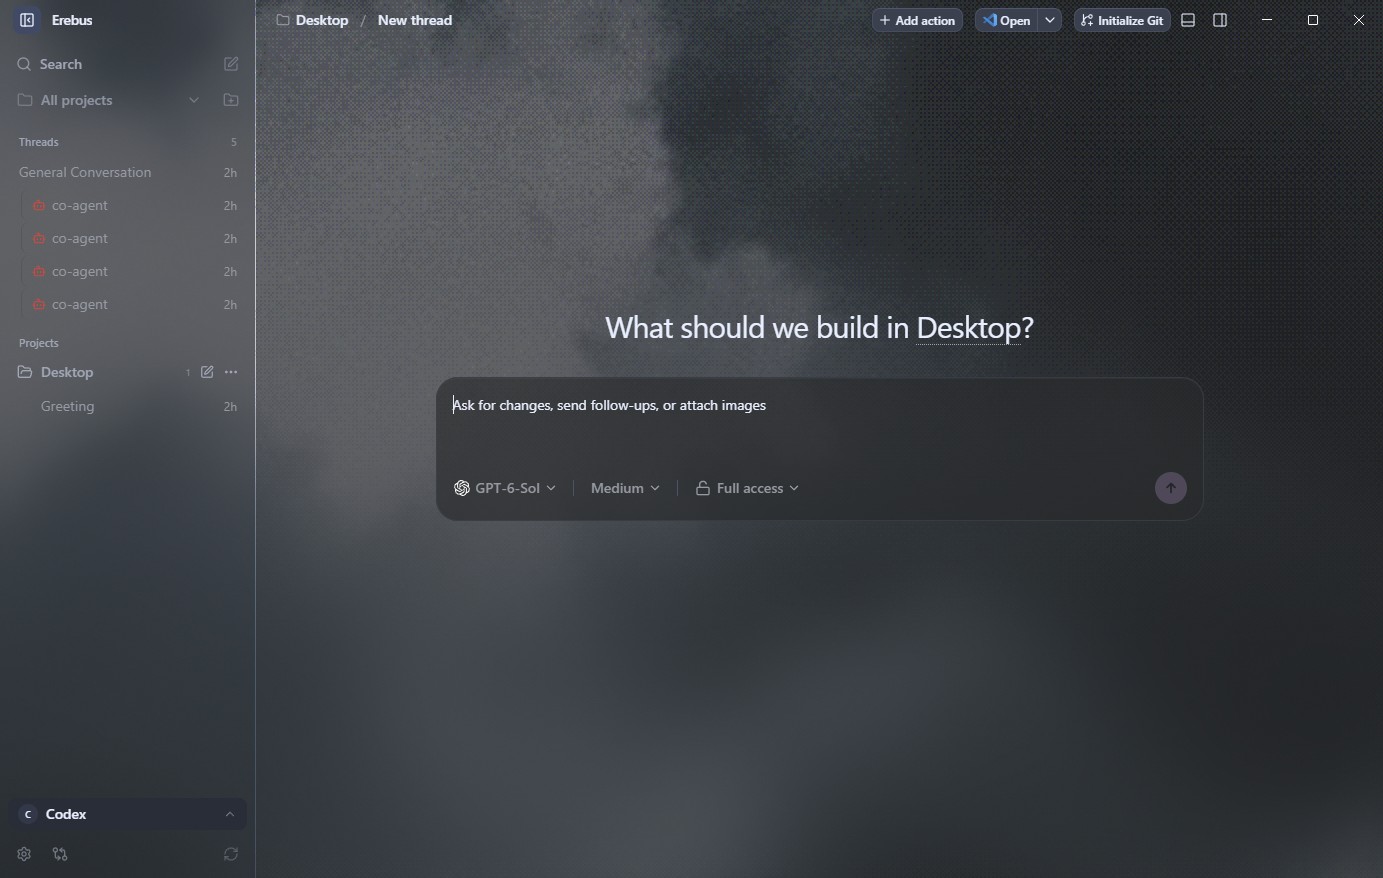 Erebus
Desktop / New thread
Add action
Open
Initialize Git
Search
All projects
Threads 5
General Conversation 2h
co-agent 2h
co-agent 2h
co-agent 2h
co-agent 2h
Projects
Desktop 1
Greeting 2h
What should we build in Desktop?
Ask for changes, send follow-ups, or attach images
GPT-6-Sol
Medium
Full access
C Codex